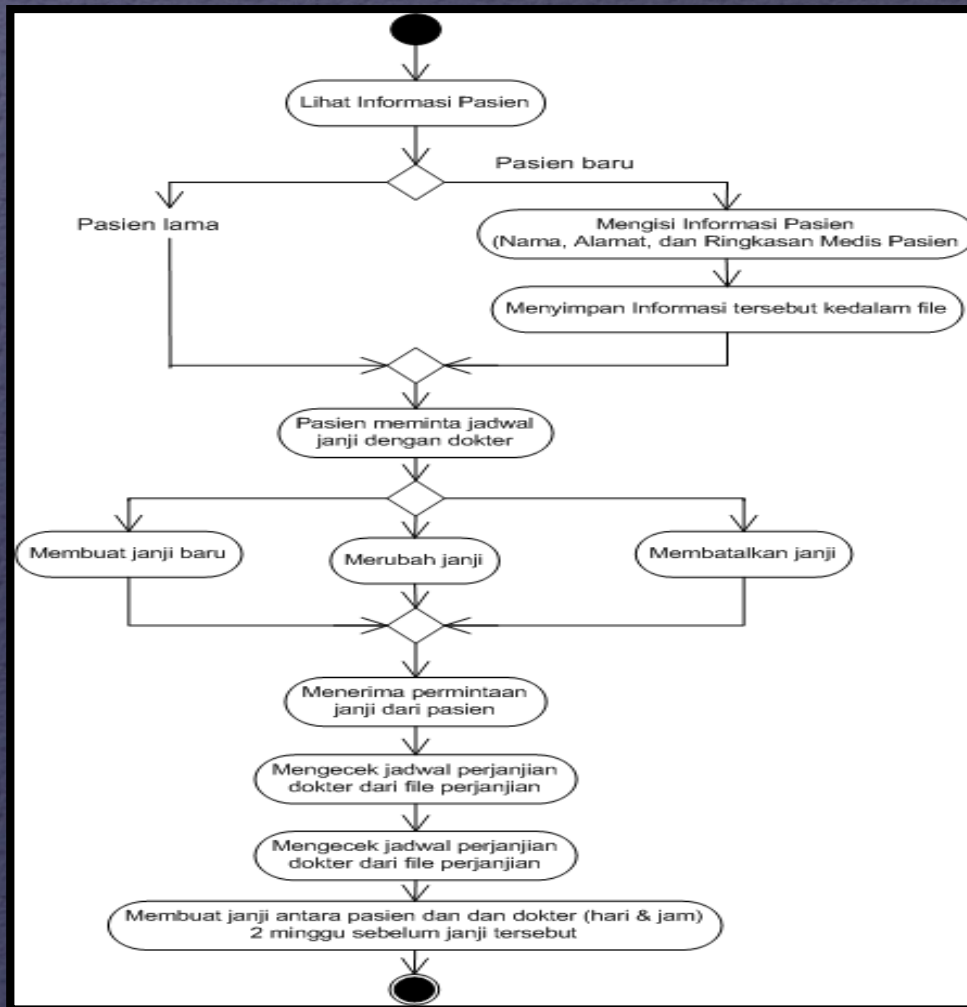 Lihat Informasi Pasien
Pasien baru
Pasien lama
Mengisi Informasi Pasien
(Nama, Alamat, dan Ringkasan Medis Pasien
Menyimpan Informasi tersebut kedalam file
Pasien meminta jadwal
janji dengan dokter
Membuat janji baru
Merubah janji
Membatalkan janji
Menerima permintaan
janji dari pasien
Mengecek jadwal perjanjian
dokter dari file perjanjian
Mengecek jadwal perjanjian
dokter dari file perjanjian
Membuat janji antara pasien dan dan dokter (hari & jam)
2 minggu sebelum janji tersebut